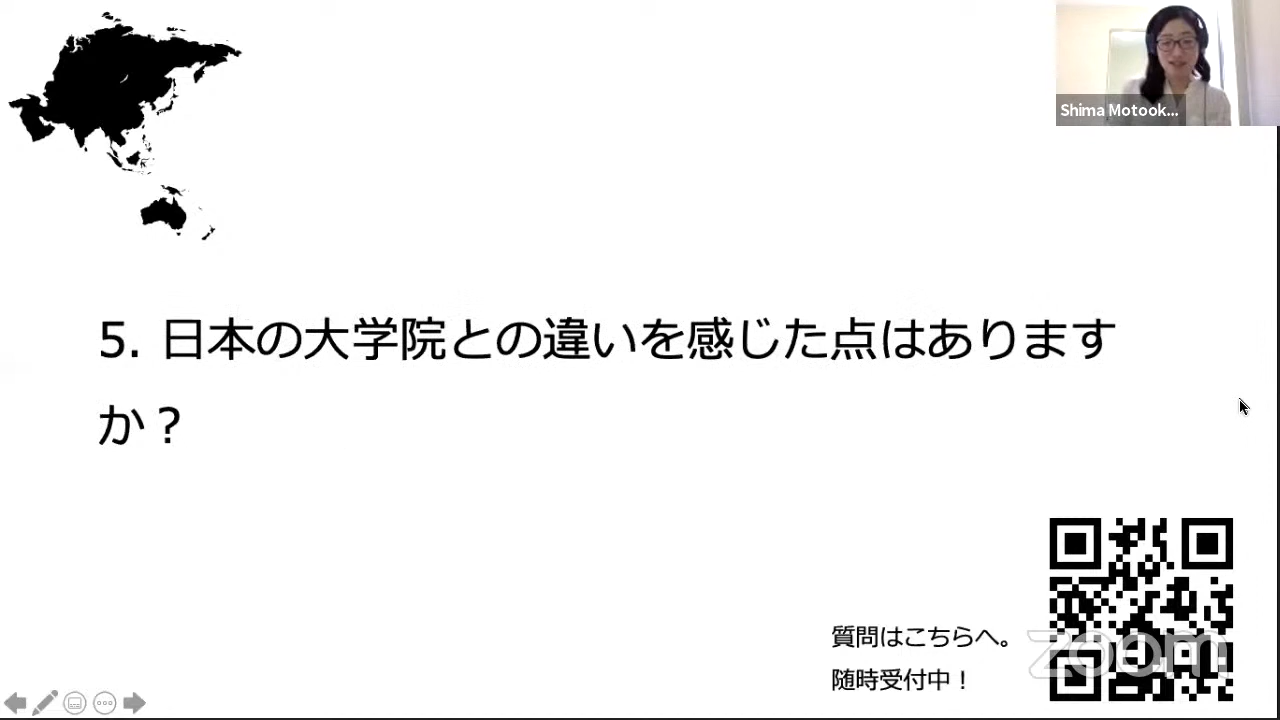 Shima Motook...
5. 日本の大学院との違いを感じた点はあります
か？
質問はこちらへ。
随時受付中！
zoom